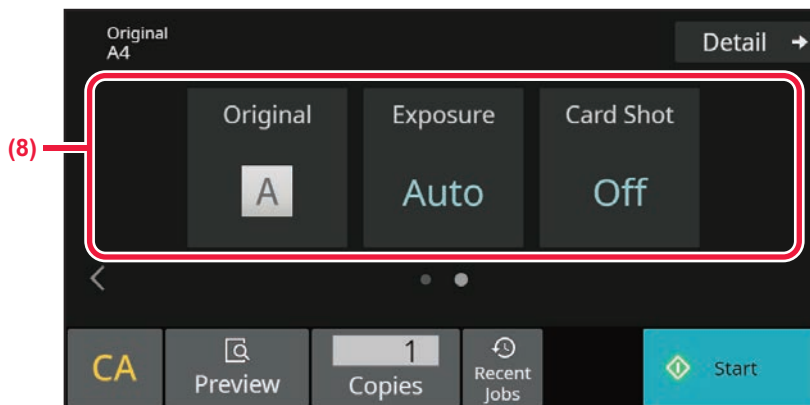 Original
A4
Detail
(8)
Original
Exposure
Card Shot
A
Auto
Off
CA
Preview
1
Copies
Recent
Jobs
Start